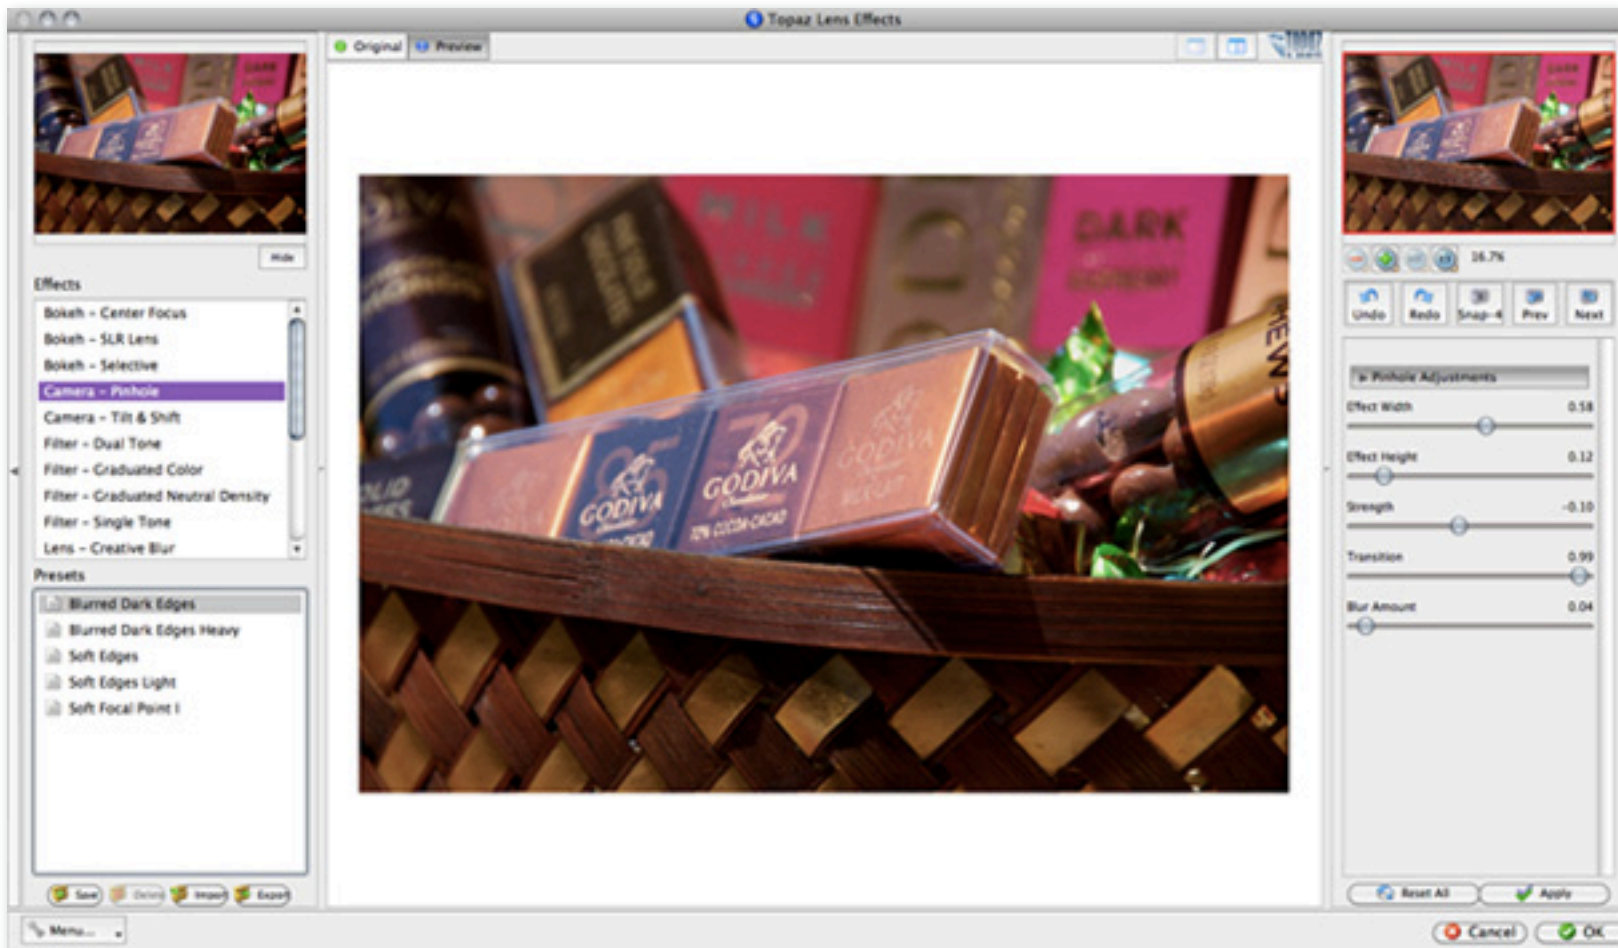 Topaz Lens Effects
Original
Preview
TOPAZ
Hide
Effects
Bokeh - Center Focus
Bokeh - SLR Lens
Bokeh - Selective
Camera - Pinhole
Camera - Tilt & Shift
Filter - Dual Tone
Filter - Graduated Color
Filter - Graduated Neutral Density
Filter - Single Tone
Lens - Creative Blur
Presets
Blurred Dark Edges
Blurred Dark Edges Heavy
Soft Edges
Soft Edges Light
Soft Focal Point I
Save
Delete
Import
Export
Menu...
GODIVA
MILK
DARK
GODIVA
GODIVA
GODIVA
72% COCOA-CACAO
16.7%
Undo
Redo
Snap-4
Prev
Next
Pinhole Adjustments
Effect Width 0.58
Effect Height 0.12
Strength -0.10
Transition 0.99
Blur Amount 0.04
Reset All
Apply
Cancel
OK